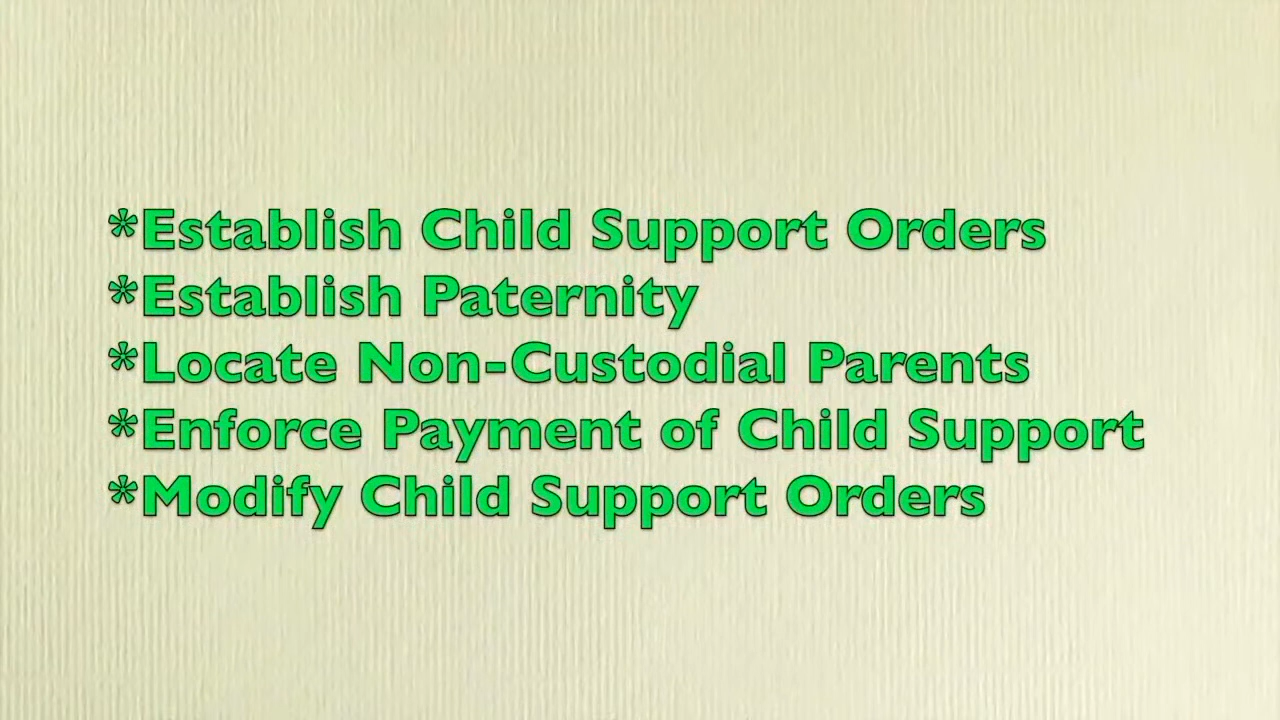 *Establish Child Support Orders
*Establish Paternity
*Locate Non-Custodial Parents
*Enforce Payment of Child Support
*Modify Child Support Orders